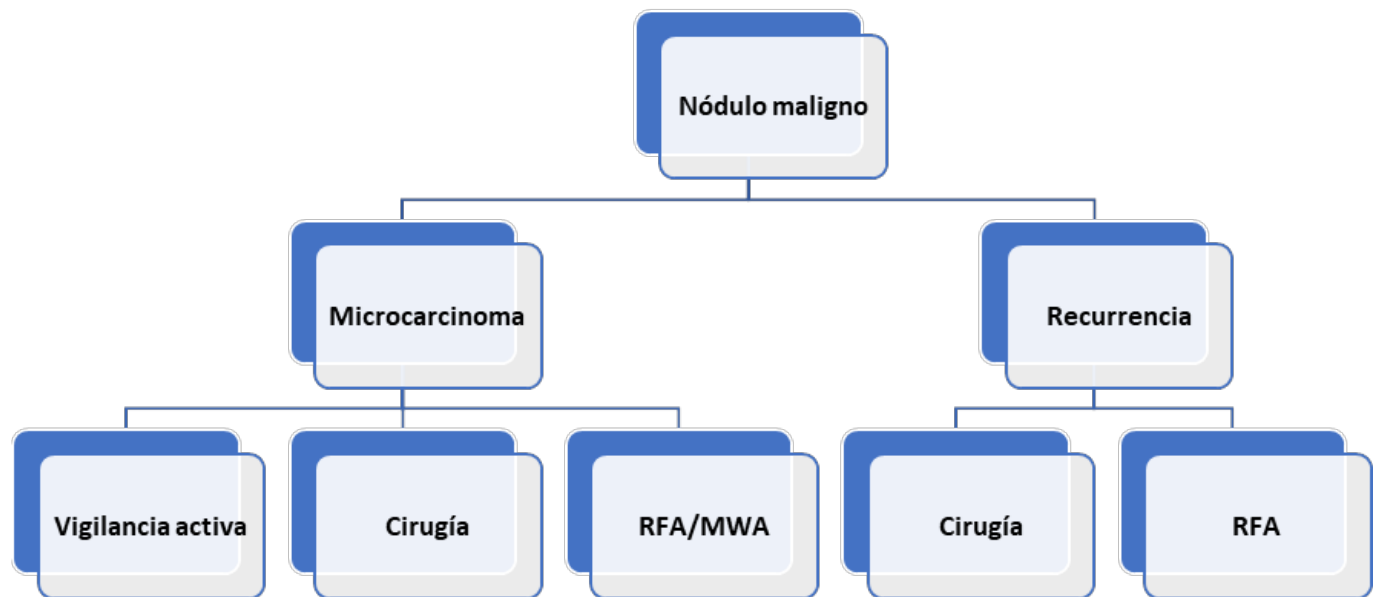 Nódulo maligno
Microcarcinoma
Recurrencia
Vigilancia activa
Cirugía
RFA/MWA
Cirugía
RFA